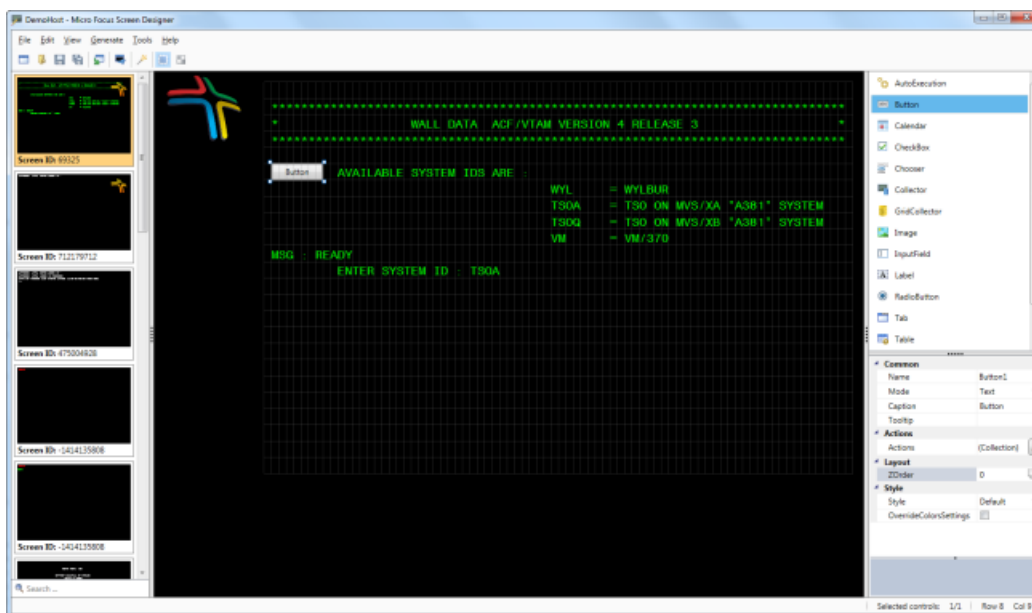 DemoHost - Micro Focus Screen Designer
File Edit View Generate Tools Help
Screen ID: 69325
Screen ID: 712179712
Screen ID: 475004928
Screen ID: -1414135808
Screen ID: -1414135808
Search ...
WALL DATA ACF/VTAM VERSION 4 RELEASE 3
Button AVAILABLE SYSTEM IDS ARE :
WYL = WYLBUR
TSOA = TSO ON MVS/XA "A381" SYSTEM
TSOQ = TSO ON MVS/XB "A381" SYSTEM
VM = VM/370
MSG : READY
ENTER SYSTEM ID : TSOA
AutoExecution
Button
Calendar
CheckBox
Chooser
Collector
GridCollector
Image
InputField
Label
RadioButton
Tab
Table
Common
Name Button1
Mode Text
Caption Button
Tooltip
Actions
Actions (Collection)
Layout
ZOrder 0
Style
Style Default
OverrideColorsSettings
Selected controls: 1/1 Row 8 Col